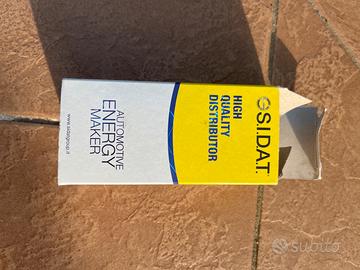 S.I.D.A.T.
HIGH
QUALITY
DISTRIBUTOR
AUTOMOTIVE
ENERGY
MAKER
www.sidatgroup.it
subito